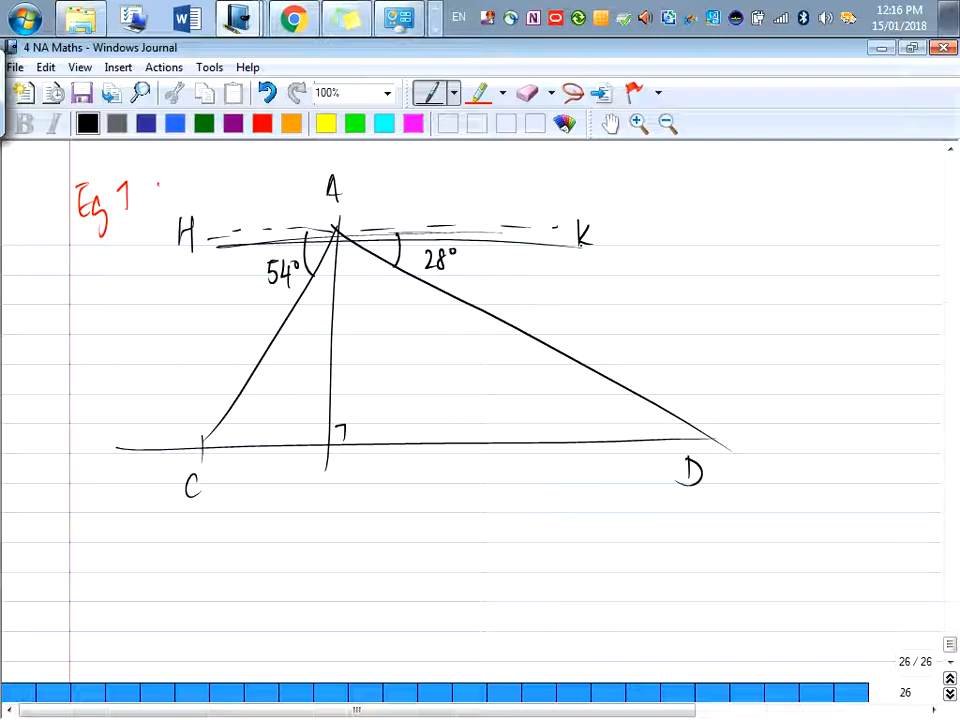 EN
12:16 PM
15/01/2018
4 NA Maths - Windows Journal
File Edit View Insert Actions Tools Help
100%
B I
Eg 1
A
H K
54° 28°
C D
26 / 26
26